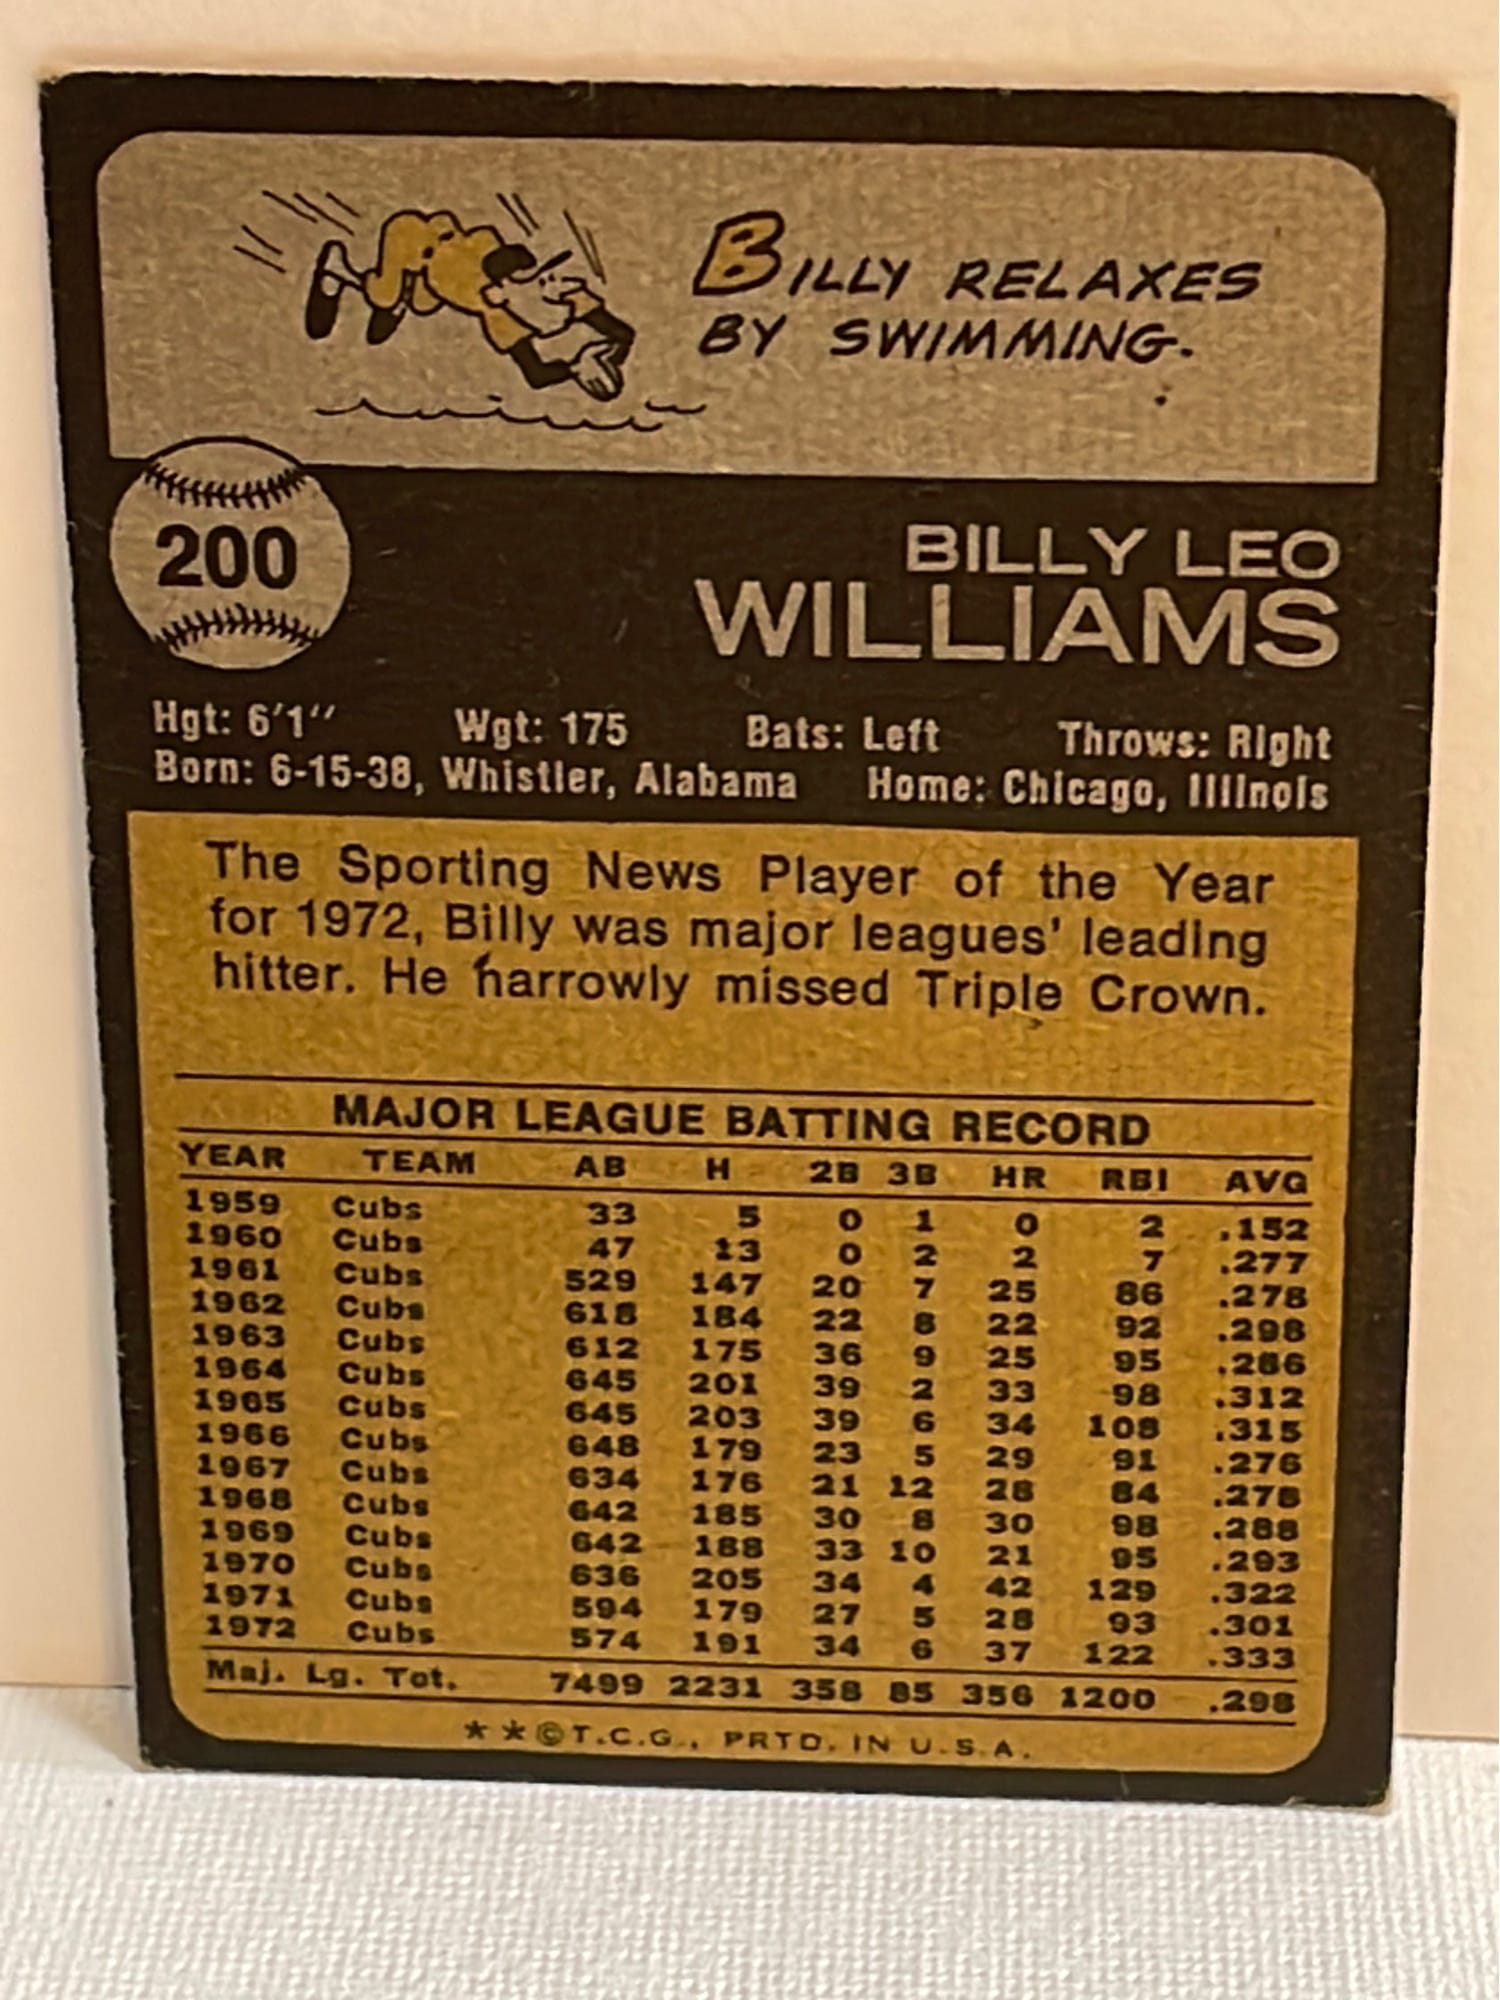 BILLY RELAXES
BY SWIMMING.
200
BILLY LEO
WILLIAMS
Hgt: 6'1" Wgt: 175 Bats: Left Throws: Right
Born: 6-15-38, Whistler, Alabama Home: Chicago, Illinois
The Sporting News Player of the Year
for 1972, Billy was major leagues' leading
hitter. He narrowly missed Triple Crown.
MAJOR LEAGUE BATTING RECORD
YEAR TEAM AB H 2B 3B HR RBI AVG
1959 Cubs 33 5 0 1 0 2 .152
1960 Cubs 47 13 0 2 2 7 .277
1961 Cubs 529 147 20 7 25 86 .278
1962 Cubs 618 184 22 8 22 92 .298
1963 Cubs 612 175 36 9 25 95 .286
1964 Cubs 645 201 39 2 33 98 .312
1965 Cubs 645 203 39 6 34 108 .315
1966 Cubs 648 179 23 5 29 91 .276
1967 Cubs 634 176 21 12 28 84 .278
1968 Cubs 642 185 30 8 30 98 .288
1969 Cubs 642 188 33 10 21 95 .293
1970 Cubs 636 205 34 4 42 129 .322
1971 Cubs 594 179 27 5 28 93 .301
1972 Cubs 574 191 34 6 37 122 .333
Maj. Lg. Tot. 7499 2231 358 85 356 1200 .298
* * © T.C.G., PRTD. IN U.S.A.